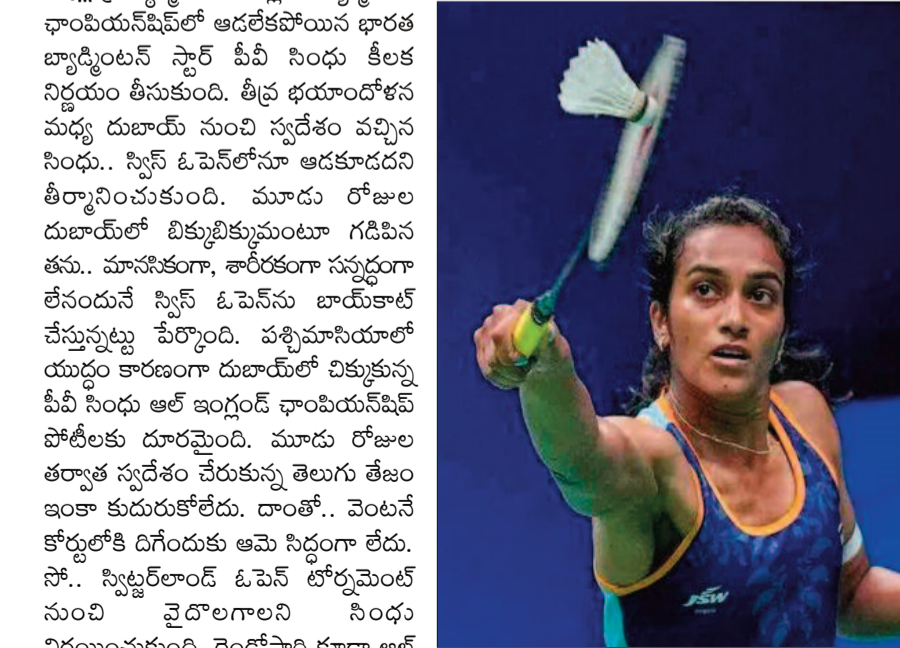 ఛాంపియన్‌షిప్‌లో ఆడలేకపోయిన భారత
బ్యాడ్మింటన్ స్టార్ పీవీ సింధు కీలక
నిర్ణయం తీసుకుంది. తీవ్ర భయాందోళన
మధ్య దుబాయ్ నుంచి స్వదేశం వచ్చిన
సింధు.. స్విస్ ఓపెన్‌లోనూ ఆడకూడదని
తీర్మానించుకుంది. మూడు రోజుల
దుబాయ్‌లో బిక్కుబిక్కుమంటూ గడిపిన
తను.. మానసికంగా, శారీరకంగా సన్నద్ధంగా
లేనందునే స్విస్ ఓపెన్‌ను బాయ్‌కాట్
చేస్తున్నట్టు పేర్కొంది. పశ్చిమాసియాలో
యుద్ధం కారణంగా దుబాయ్‌లో చిక్కుకున్న
పీవీ సింధు ఆల్ ఇంగ్లండ్ ఛాంపియన్‌షిప్
పోటీలకు దూరమైంది. మూడు రోజుల
తర్వాత స్వదేశం చేరుకున్న తెలుగు తేజం
ఇంకా కుదురుకోలేదు. దాంతో.. వెంటనే
కోర్టులోకి దిగేందుకు ఆమె సిద్ధంగా లేదు.
సో.. స్విట్జర్‌లాండ్ ఓపెన్ టోర్నమెంట్
నుంచి వైదొలగాలని సింధు
JSW